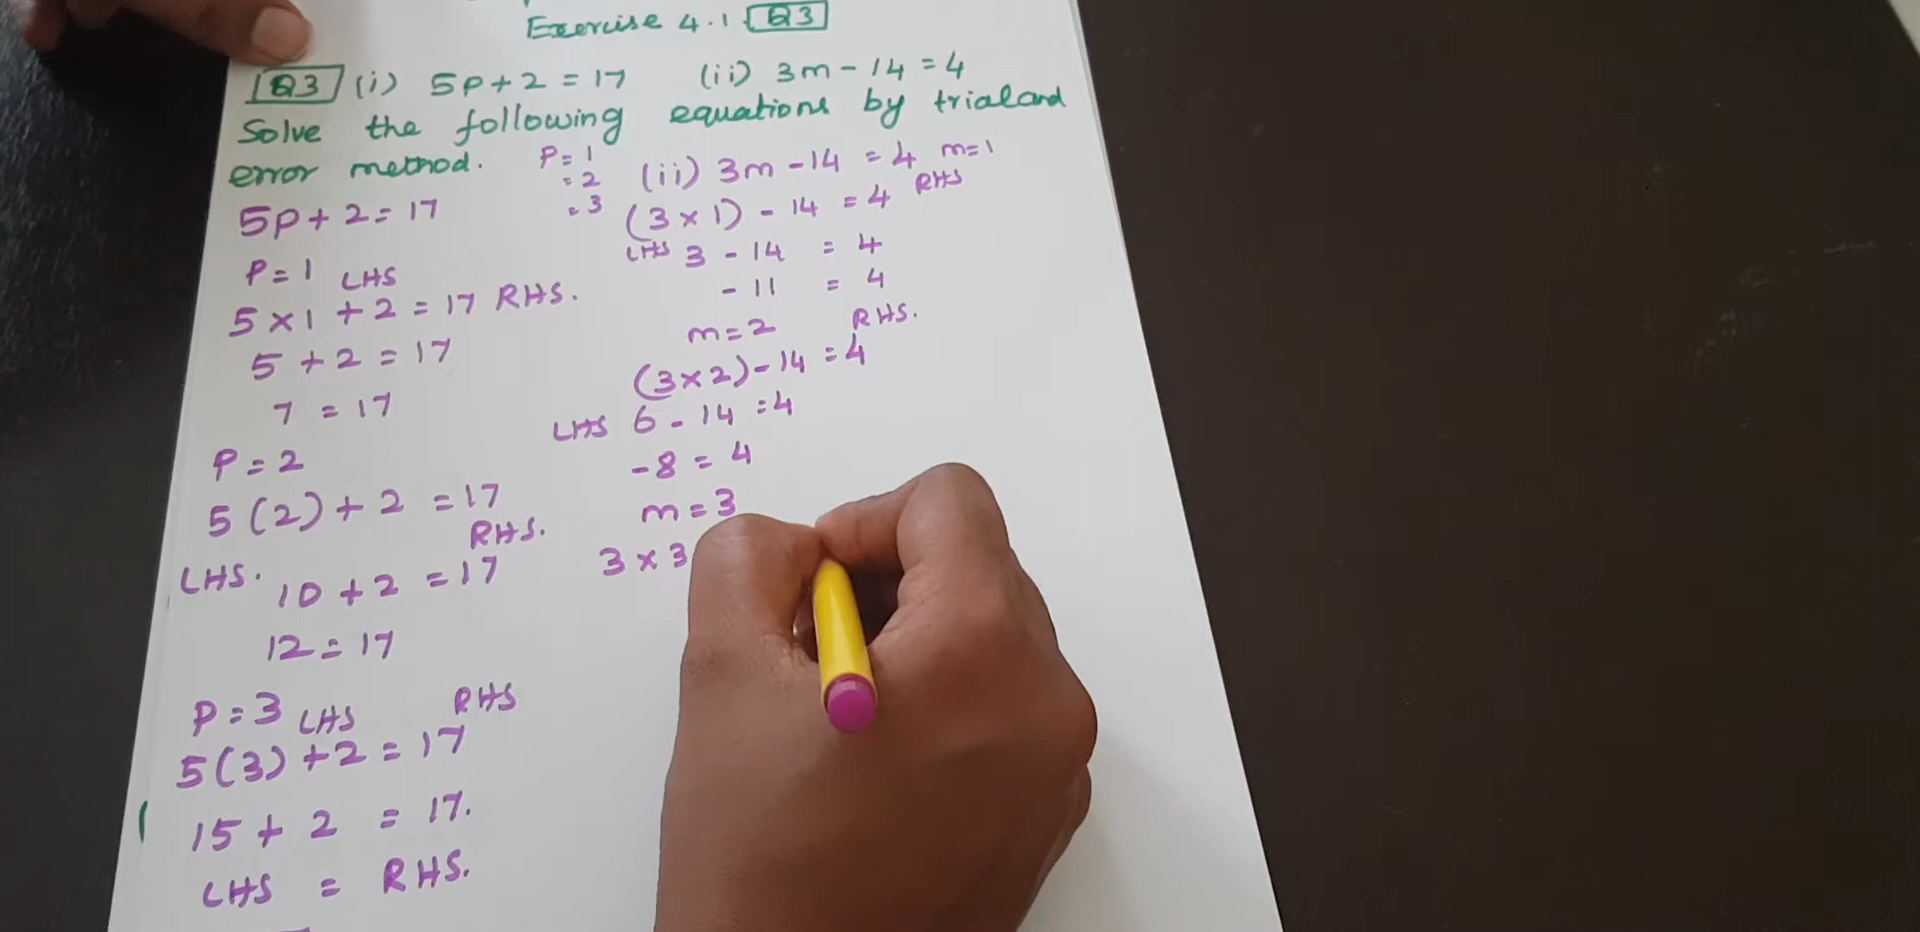 Exercise 4.1 Q3
Q3 (i) 5p+2=17 (ii) 3m-14=4
Solve the following equations by trial and
error method.
5p+2=17
P=1
=2
=3
P=1 LHS
5×1+2=17 RHS.
5+2=17
7=17
P=2
5(2)+2=17
RHS.
LHS. 10+2=17
12=17
P=3 LHS RHS
5(3)+2=17
15+2=17.
LHS = RHS.
(ii) 3m-14=4 m=1
(3×1)-14=4 RHS
LHS 3-14=4
-11=4
m=2 RHS.
(3×2)-14=4
LHS 6-14=4
-8=4
m=3
3×3